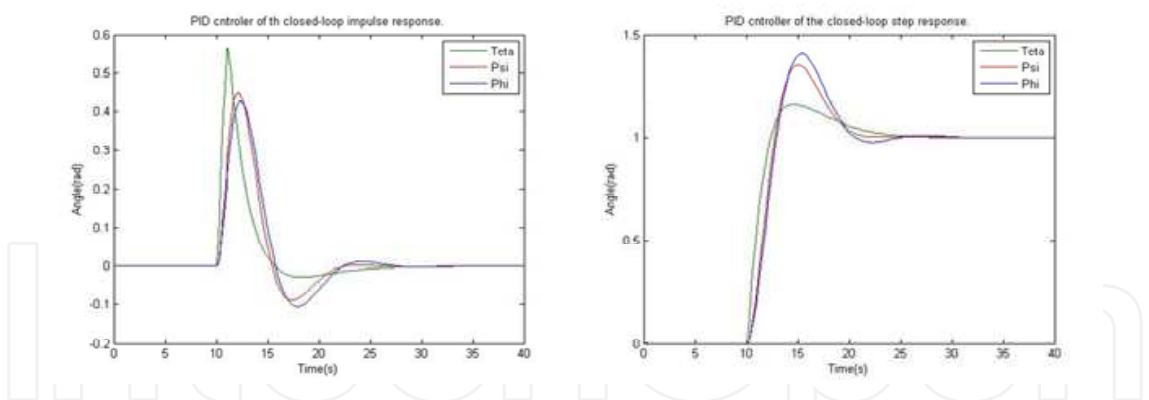 PID cntroler of th closed-loop impulse response.
0.6
0.5
0.4
0.3
0.2
0.1
0
-0.1
-0.2
Angle(rad)
0 5 10 15 20 25 30 35 40
Time(s)
Teta
Psi
Phi
PID cntroller of the closed-loop step response.
1.5
1
0.5
0
Angle(rad)
0 5 10 15 20 25 30 35 40
Time(s)
Teta
Psi
Phi